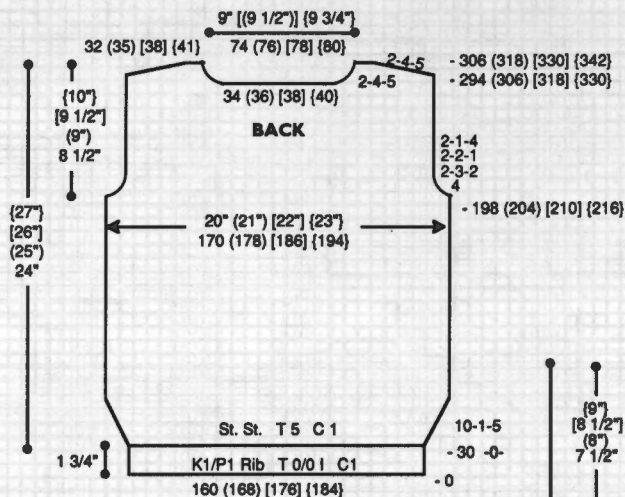 9" [(9 1/2")] {9 3/4"}
32 (35) [38] {41}
74 (76) [78] {80}
2-4-5
- 306 (318) [330] {342}
2-4-5
- 294 (306) [318] {330}
34 (36) [38] {40}
{10"}
[9 1/2"]
(9")
8 1/2"
BACK
2-1-4
2-2-1
2-3-2
4
- 198 (204) [210] {216}
20" (21") [22"] {23"}
170 (178) [186] {194}
{27"}
[26"]
(25")
24"
St. St. T 5 C 1
10-1-5
1 3/4"
- 30 -0-
K1/P1 Rib T 0/0 I C1
- 0
160 (168) [176] {184}
{9"}
[8 1/2"]
(8")
7 1/2"